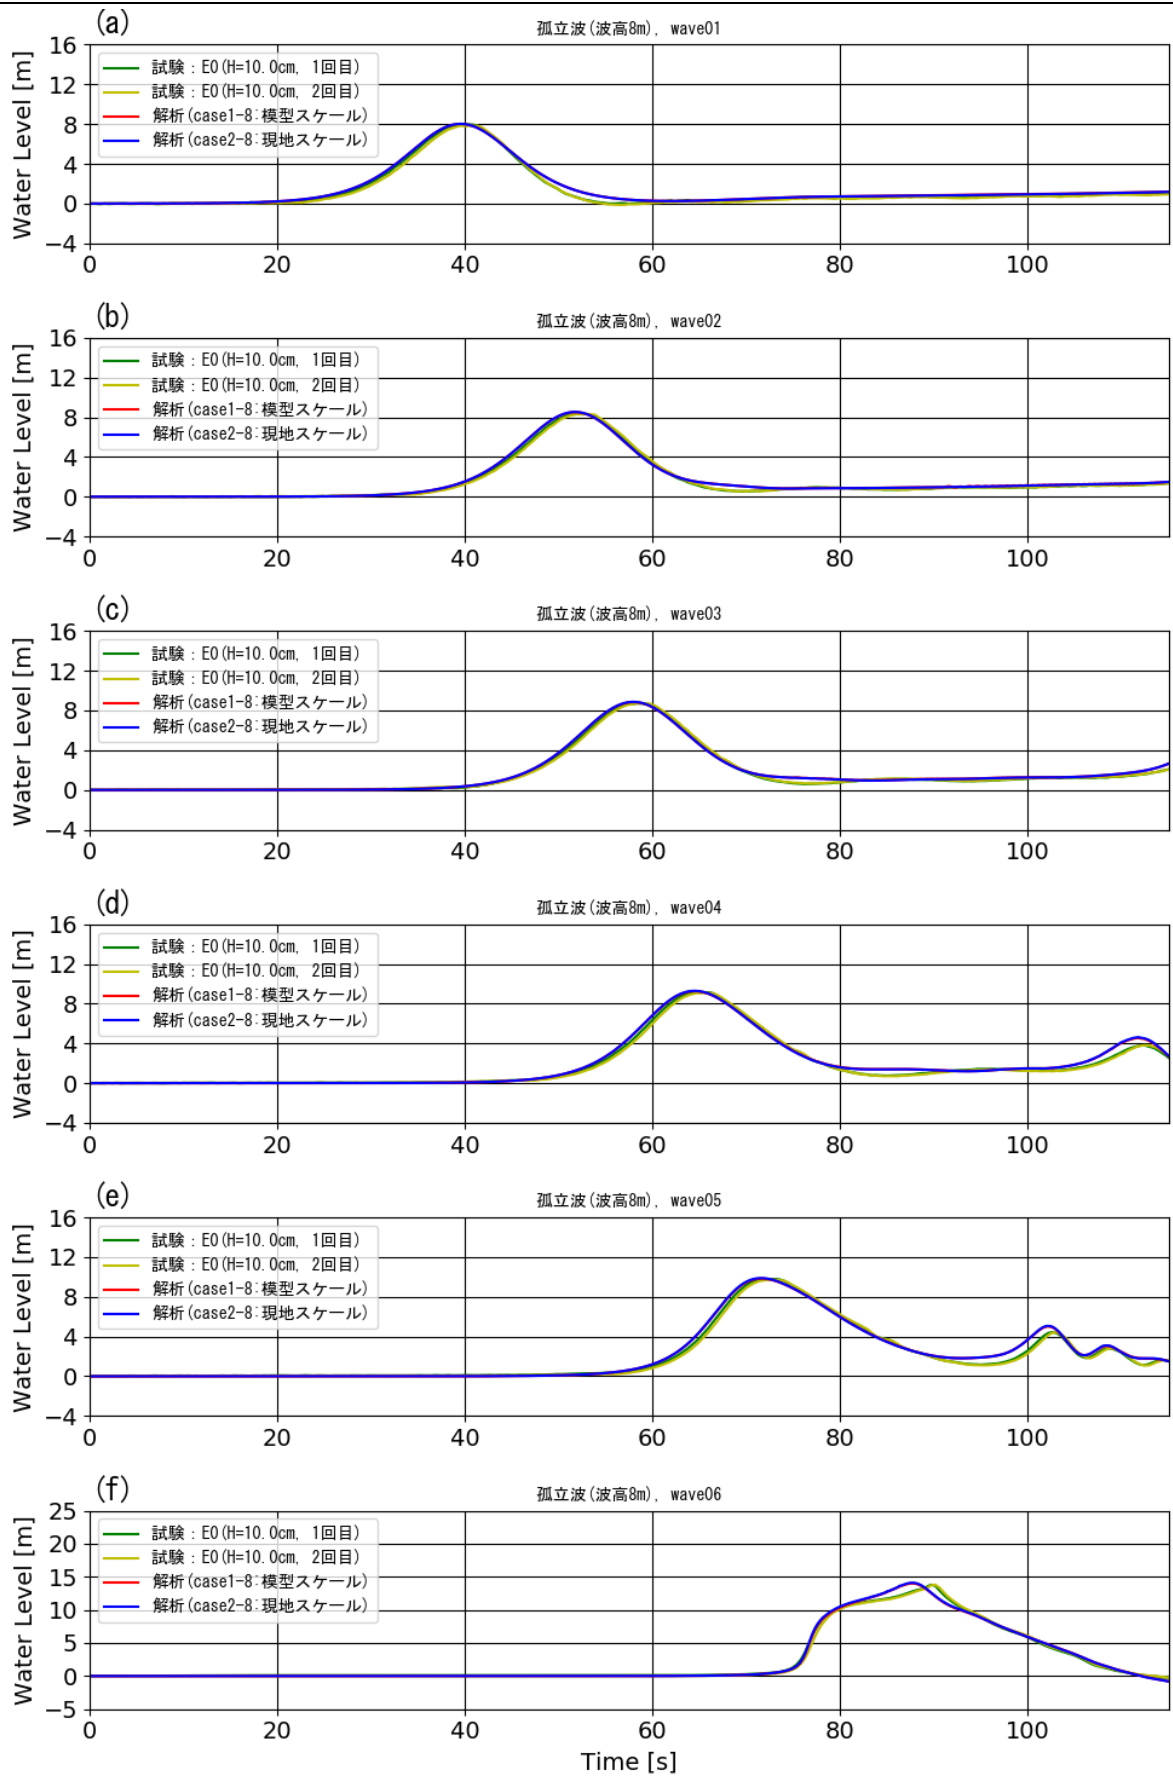 (a)
孤立波(波高8m), wave01
Water Level [m]
16
12
8
4
0
−4
試験：E0(H=10.0cm, 1回目)
試験：E0(H=10.0cm, 2回目)
解析(case1-8:模型スケール)
解析(case2-8:現地スケール)
0 20 40 60 80 100
(b)
孤立波(波高8m), wave02
Water Level [m]
16
12
8
4
0
−4
試験：E0(H=10.0cm, 1回目)
試験：E0(H=10.0cm, 2回目)
解析(case1-8:模型スケール)
解析(case2-8:現地スケール)
0 20 40 60 80 100
(c)
孤立波(波高8m), wave03
Water Level [m]
16
12
8
4
0
−4
試験：E0(H=10.0cm, 1回目)
試験：E0(H=10.0cm, 2回目)
解析(case1-8:模型スケール)
解析(case2-8:現地スケール)
0 20 40 60 80 100
(d)
孤立波(波高8m), wave04
Water Level [m]
16
12
8
4
0
−4
試験：E0(H=10.0cm, 1回目)
試験：E0(H=10.0cm, 2回目)
解析(case1-8:模型スケール)
解析(case2-8:現地スケール)
0 20 40 60 80 100
(e)
孤立波(波高8m), wave05
Water Level [m]
16
12
8
4
0
−4
試験：E0(H=10.0cm, 1回目)
試験：E0(H=10.0cm, 2回目)
解析(case1-8:模型スケール)
解析(case2-8:現地スケール)
0 20 40 60 80 100
(f)
孤立波(波高8m), wave06
Water Level [m]
25
20
15
10
5
0
−5
試験：E0(H=10.0cm, 1回目)
試験：E0(H=10.0cm, 2回目)
解析(case1-8:模型スケール)
解析(case2-8:現地スケール)
0 20 40 60 80 100
Time [s]